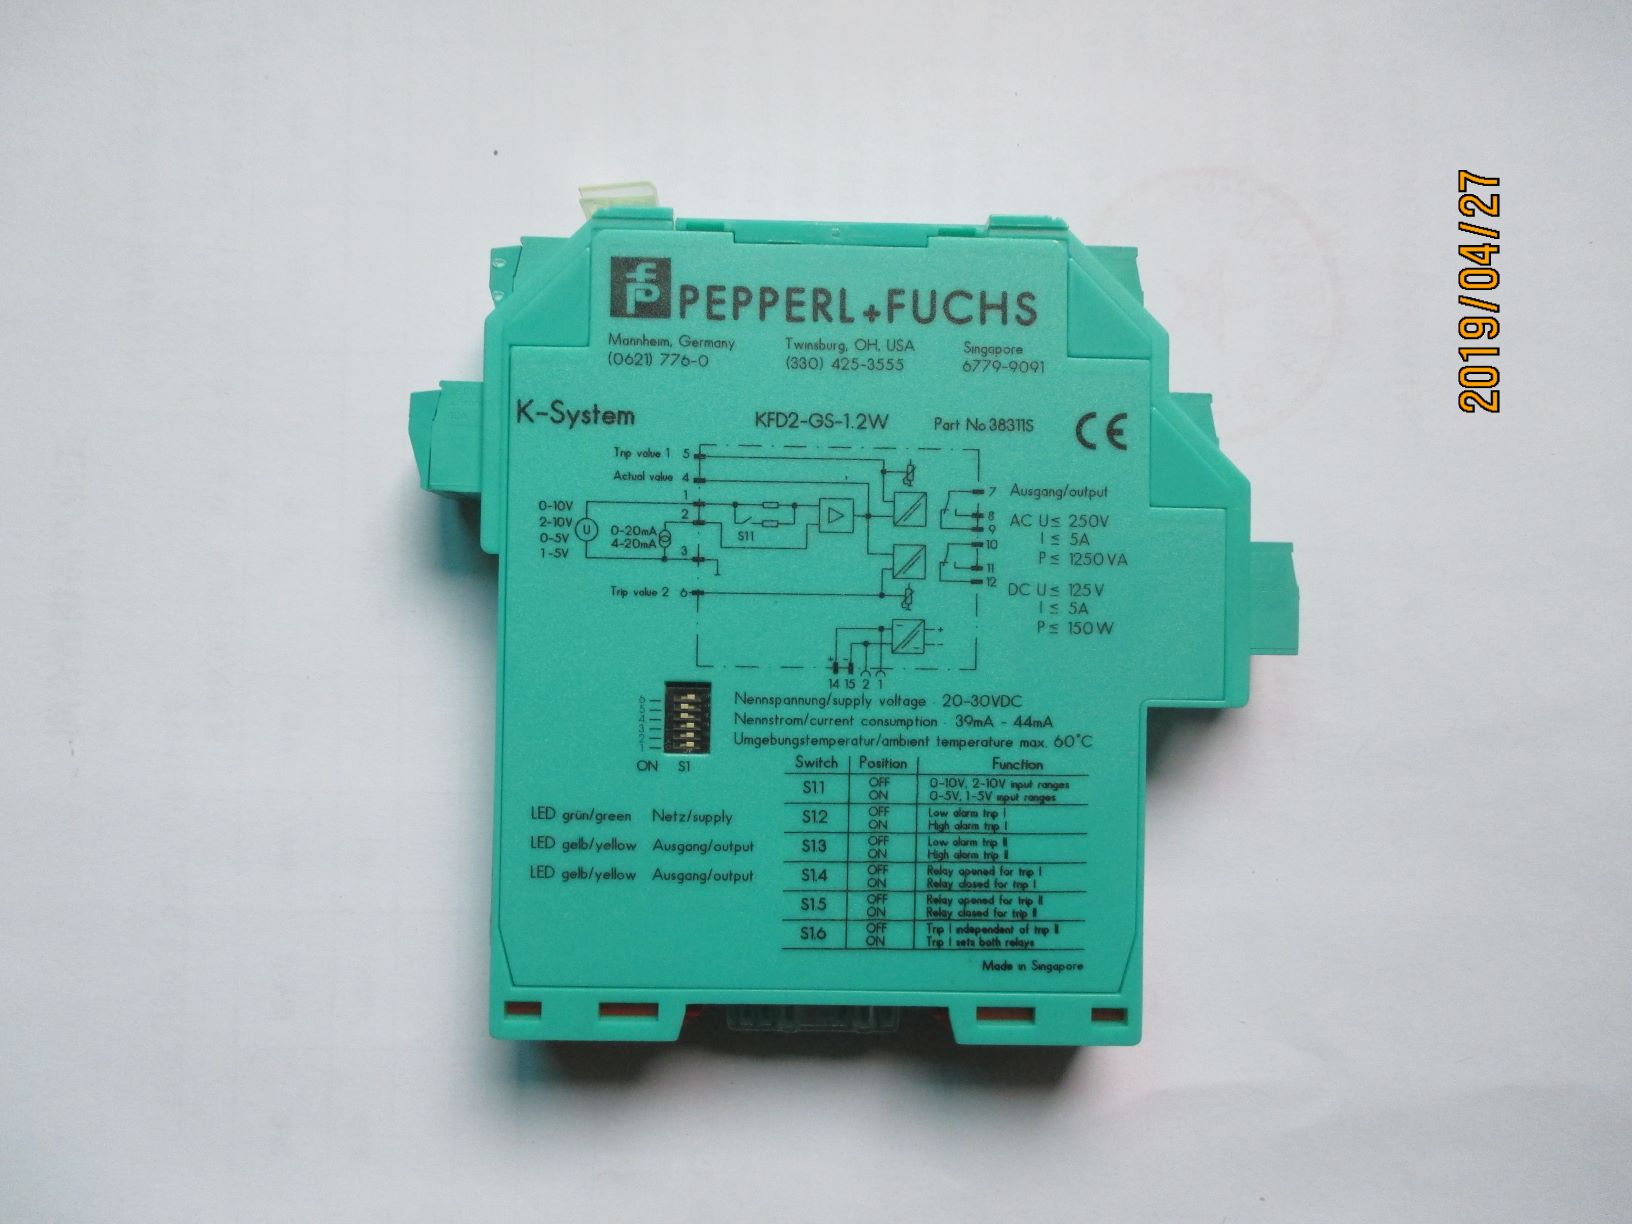 fp PEPPERL+FUCHS
Mannheim, Germany
(0621) 776-0
Twinsburg, OH, USA
(330) 425-3555
Singapore
6779-9091
2019/04/27
K-System
KFD2-GS-1.2W
Part No.38311S
CE
Trip value 1 5
Actual value 4
1
2
3
0-10V
2-10V
0-5V
1-5V
U
0-20mA
4-20mA
S11
Trip value 2 6
7
8
9
10
11
12
Ausgang/output
AC U≤ 250V
I ≤ 5A
P≤ 1250VA
DC U≤ 125V
I ≤ 5A
P≤ 150W
+ -
14 15 2 1
6
5
4
3
2
1
ON S1
Nennspannung/supply voltage 20-30VDC
Nennstrom/current consumption 39mA - 44mA
Umgebungstemperatur/ambient temperature max. 60°C
LED grün/green Netz/supply
LED gelb/yellow Ausgang/output
LED gelb/yellow Ausgang/output
Switch Position Function
S1.1 OFF 0-10V, 2-10V input ranges
ON 0-5V, 1-5V input ranges
S1.2 OFF Low alarm trip I
ON High alarm trip I
S1.3 OFF Low alarm trip II
ON High alarm trip II
S1.4 OFF Relay opened for trip I
ON Relay closed for trip I
S1.5 OFF Relay opened for trip II
ON Relay closed for trip II
S1.6 OFF Trip I independent of trip II
ON Trip I sets both relays
Made in Singapore